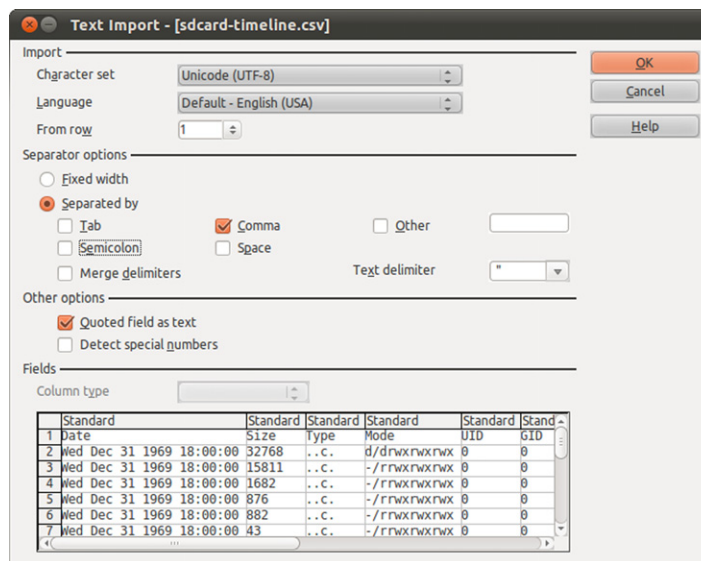 Text Import - [sdcard-timeline.csv]
Import
Character set Unicode (UTF-8)
Language Default - English (USA)
From row 1
OK
Cancel
Help
Separator options
Fixed width
Separated by
Tab Comma Other
Semicolon Space
Merge delimiters Text delimiter "
Other options
Quoted field as text
Detect special numbers
Fields
Column type
Standard Standard Standard Standard Standard Stand
1 Date Size Type Mode UID GID
2 Wed Dec 31 1969 18:00:00 32768 ..c. d/drwxrwxrwx 0 0
3 Wed Dec 31 1969 18:00:00 15811 ..c. -/rrwxrwxrwx 0 0
4 Wed Dec 31 1969 18:00:00 1682 ..c. -/rrwxrwxrwx 0 0
5 Wed Dec 31 1969 18:00:00 876 ..c. -/rrwxrwxrwx 0 0
6 Wed Dec 31 1969 18:00:00 882 ..c. -/rrwxrwxrwx 0 0
7 Wed Dec 31 1969 18:00:00 43 ..c. -/rrwxrwxrwx 0 0